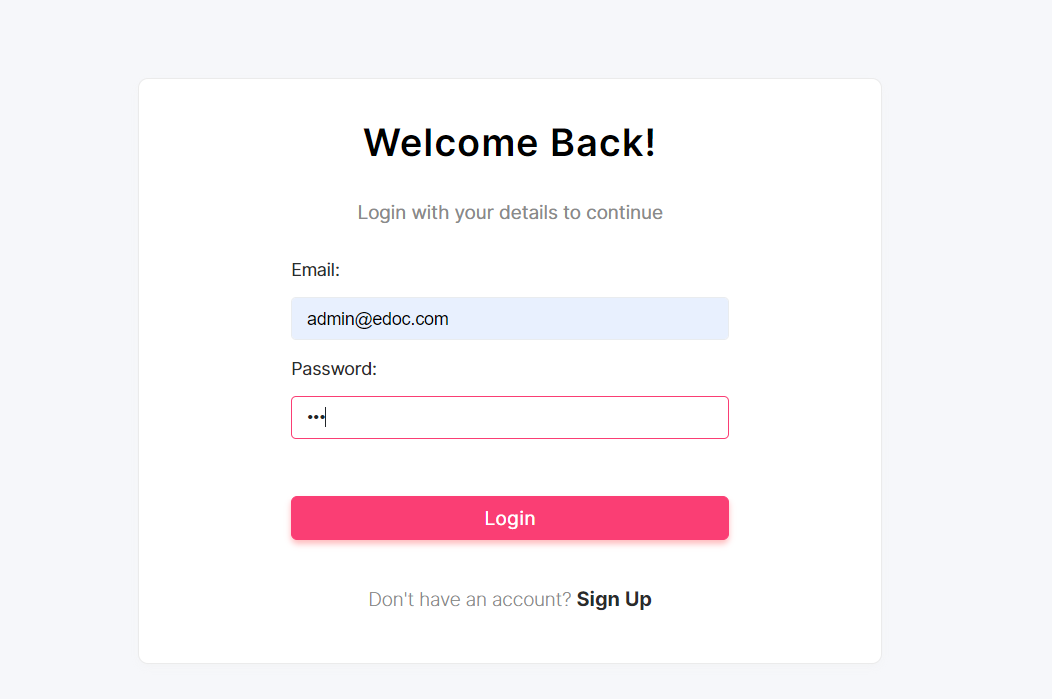 Welcome Back!
Login with your details to continue
Email:
admin@edoc.com
Password:
•••
Login
Don't have an account? Sign Up